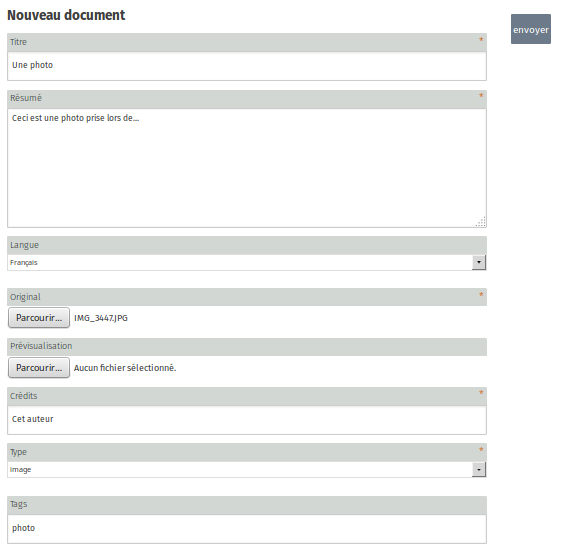 Nouveau document
envoyer
Titre *
Une photo
Résumé *
Ceci est une photo prise lors de...
Langue
Français
Original *
Parcourir... IMG_3447.JPG
Prévisualisation
Parcourir... Aucun fichier sélectionné.
Crédits *
Cet auteur
Type *
image
Tags
photo